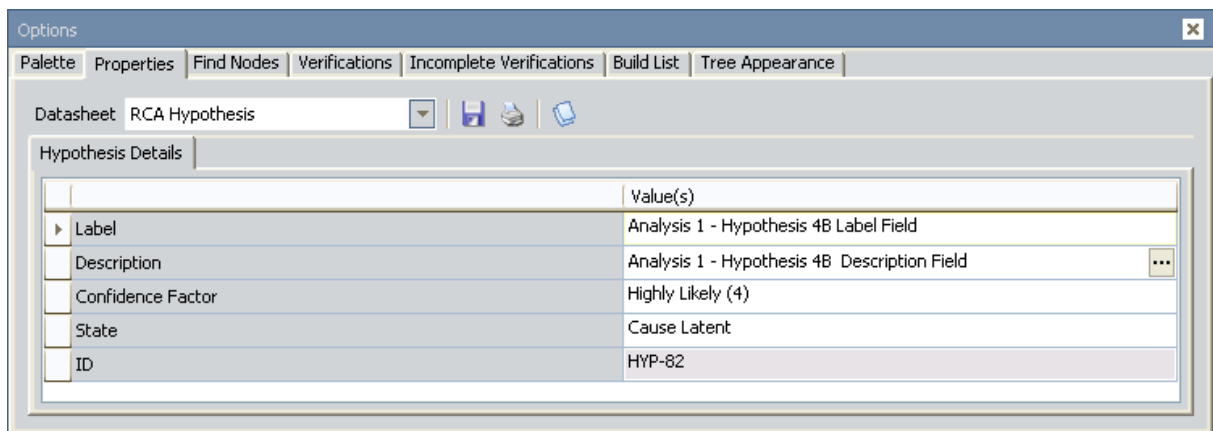 Options
Palette Properties Find Nodes Verifications Incomplete Verifications Build List Tree Appearance
Datasheet RCA Hypothesis
Hypothesis Details
Value(s)
Label Analysis 1 - Hypothesis 4B Label Field
Description Analysis 1 - Hypothesis 4B  Description Field ...
Confidence Factor Highly Likely (4)
State Cause Latent
ID HYP-82